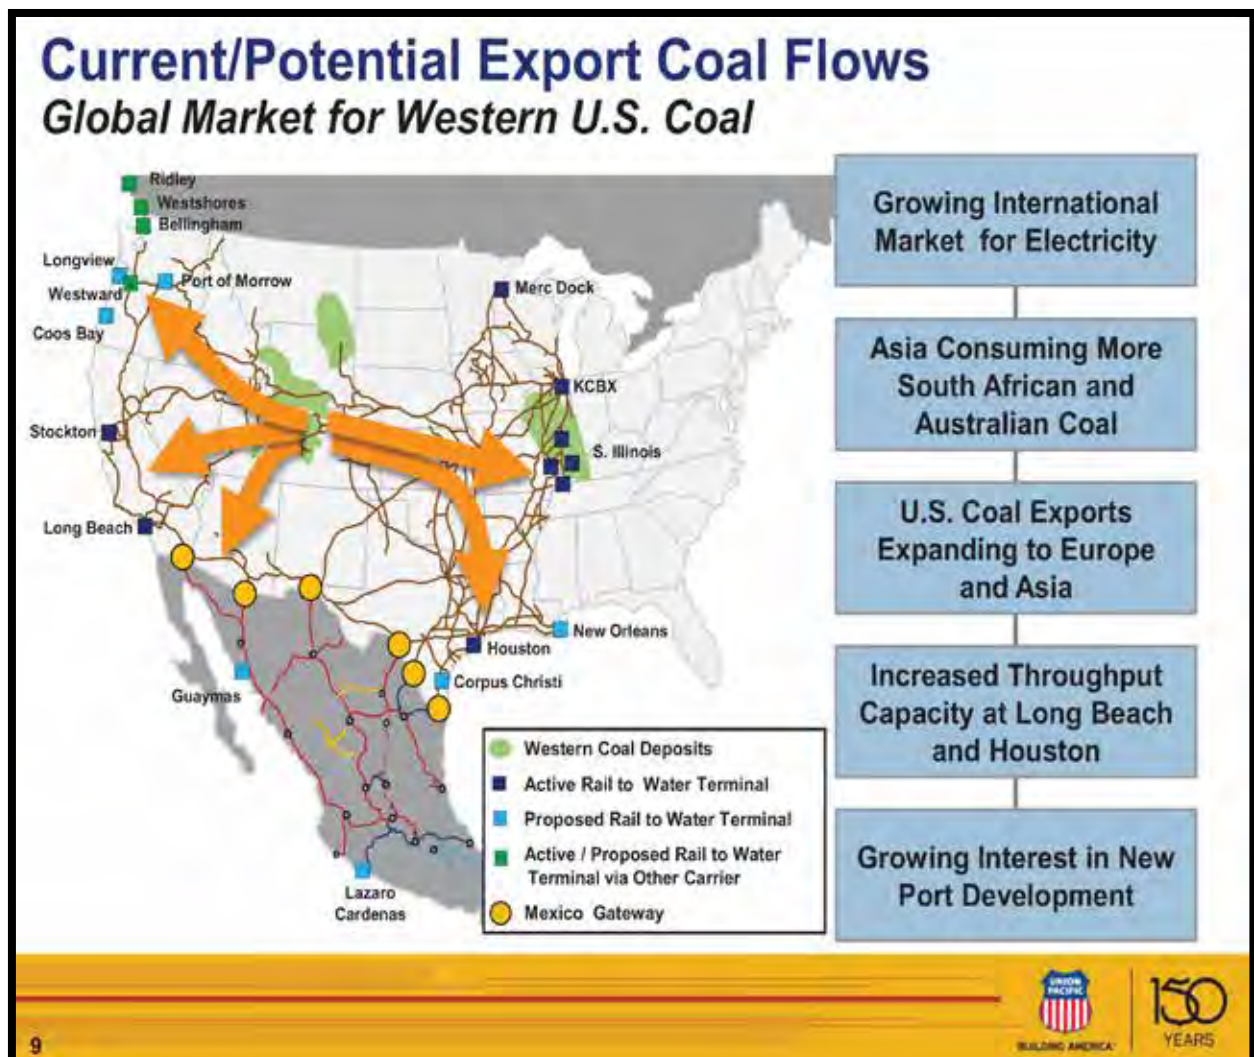 Current/Potential Export Coal Flows
Global Market for Western U.S. Coal
Ridley
Westshores
Bellingham
Longview
Port of Morrow
Westward
Coos Bay
Merc Dock
KCBX
Stockton
S. Illinois
Long Beach
New Orleans
Houston
Corpus Christi
Guaymas
Lazaro
Cardenas
Western Coal Deposits
Active Rail to Water Terminal
Proposed Rail to Water Terminal
Active / Proposed Rail to Water
Terminal via Other Carrier
Mexico Gateway
Growing International
Market for Electricity
Asia Consuming More
South African and
Australian Coal
U.S. Coal Exports
Expanding to Europe
and Asia
Increased Throughput
Capacity at Long Beach
and Houston
Growing Interest in New
Port Development
9
UNION
PACIFIC
BUILDING AMERICA
150
YEARS